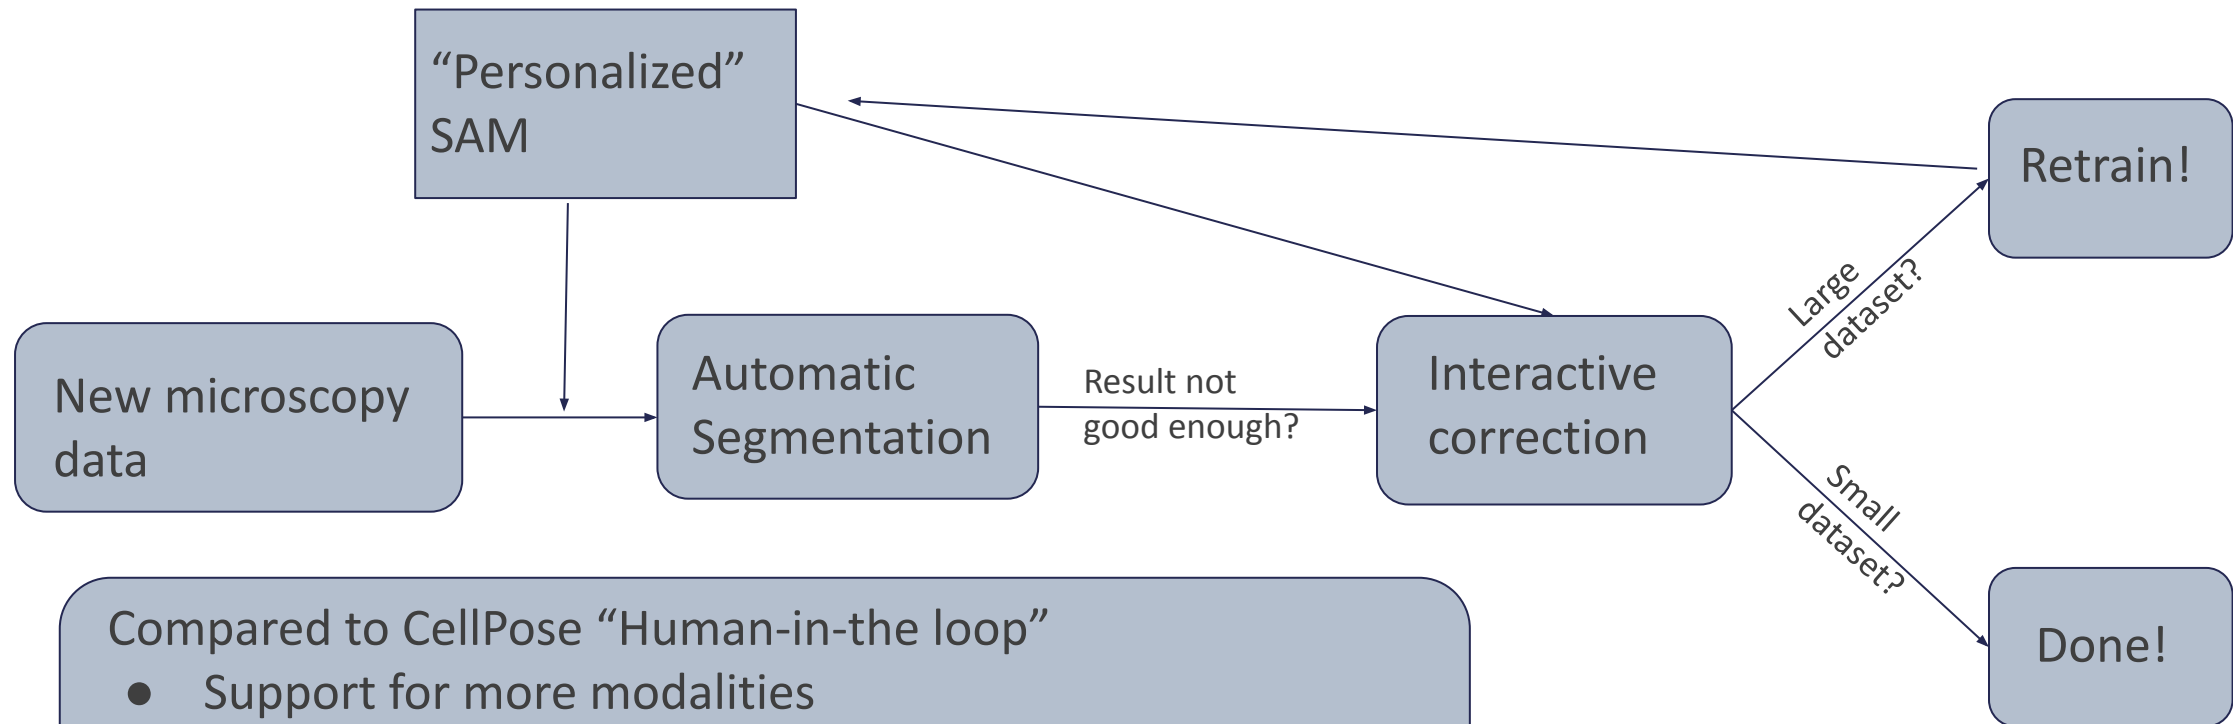 “Personalized”
SAM
Retrain!
Large
dataset?
New microscopy
data
Automatic
Segmentation
Result not
good enough?
Interactive
correction
Small
dataset?
Done!
Compared to CellPose “Human-in-the loop”
● Support for more modalities